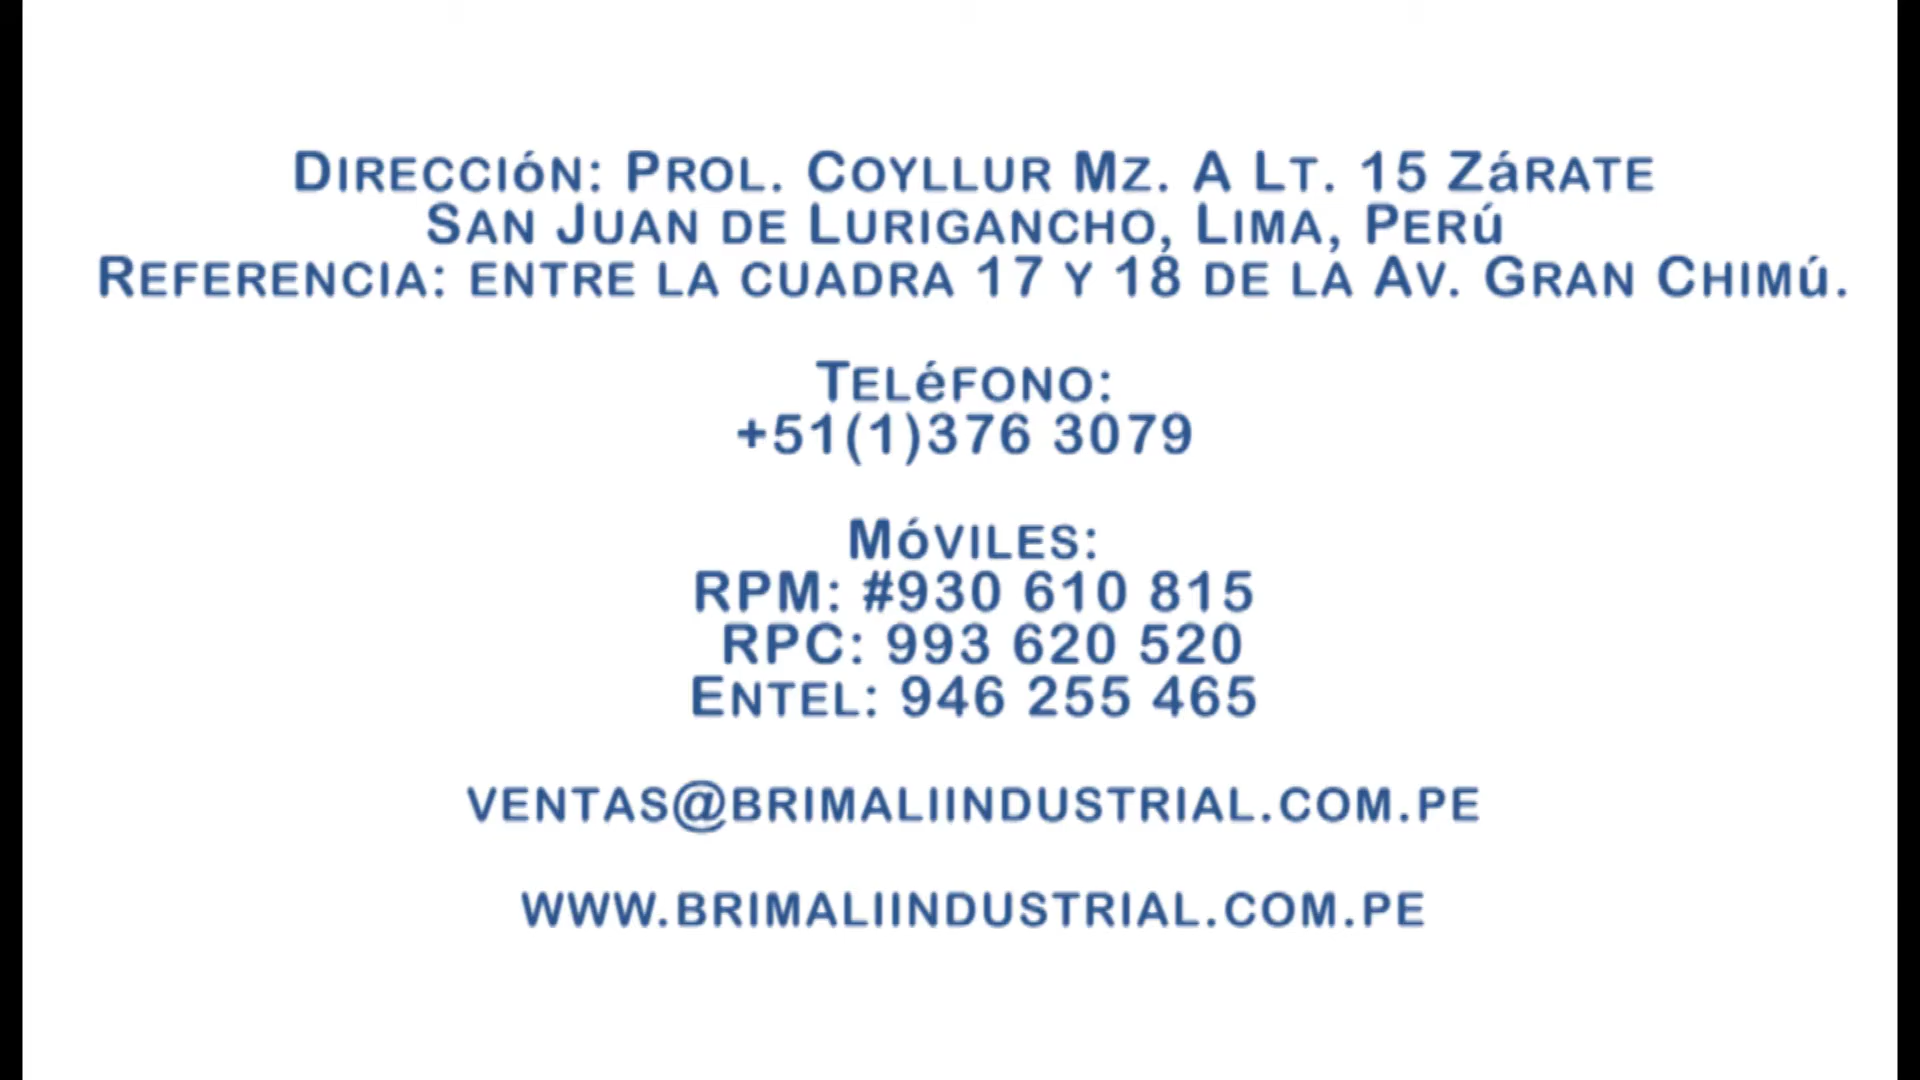 Dirección: Prol. Coyllur Mz. A Lt. 15 Zárate
San Juan de Lurigancho, Lima, Perú
Referencia: entre la cuadra 17 y 18 de la Av. Gran Chimú.
Teléfono:
+51(1)376 3079
Móviles:
RPM: #930 610 815
RPC: 993 620 520
Entel: 946 255 465
ventas@brimaliindustrial.com.pe
www.brimaliindustrial.com.pe